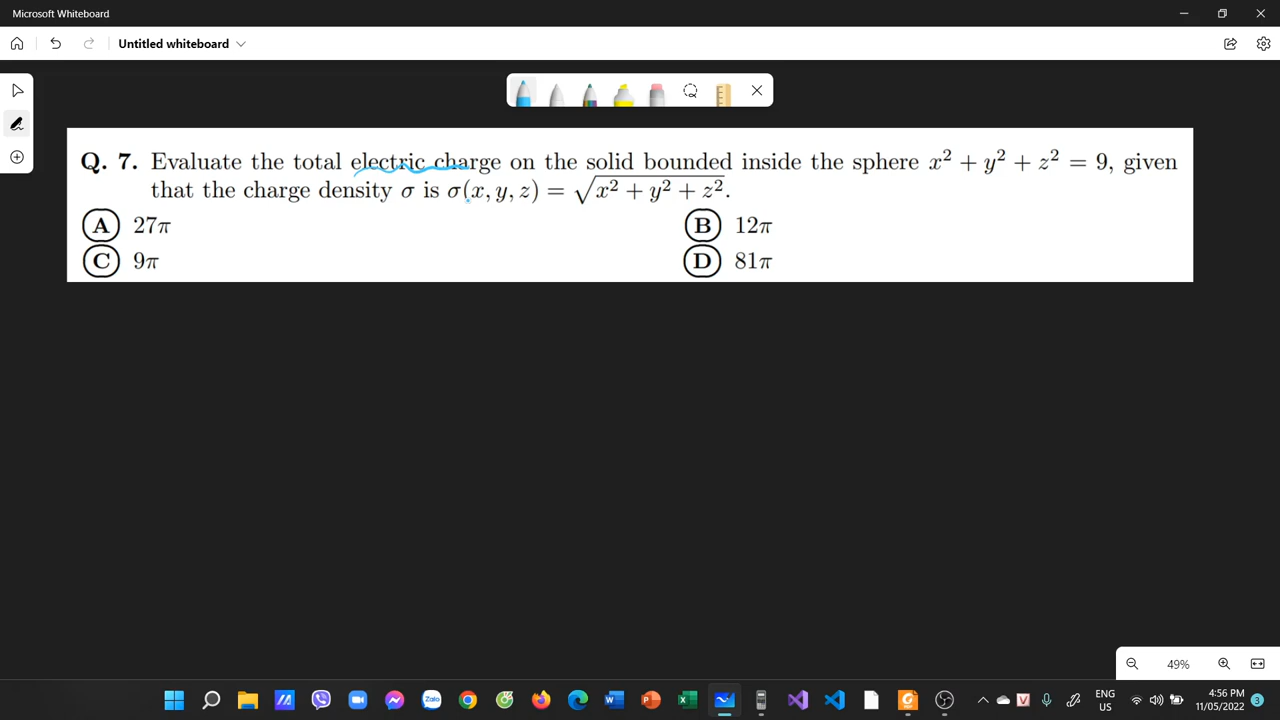 Microsoft Whiteboard
Untitled whiteboard
Q. 7. Evaluate the total electric charge on the solid bounded inside the sphere x² + y² + z² = 9, given
that the charge density σ is σ(x, y, z) = √(x² + y² + z²).
A 27π
B 12π
C 9π
D 81π
49%
Zalo
ENG
US
4:56 PM
11/05/2022
3